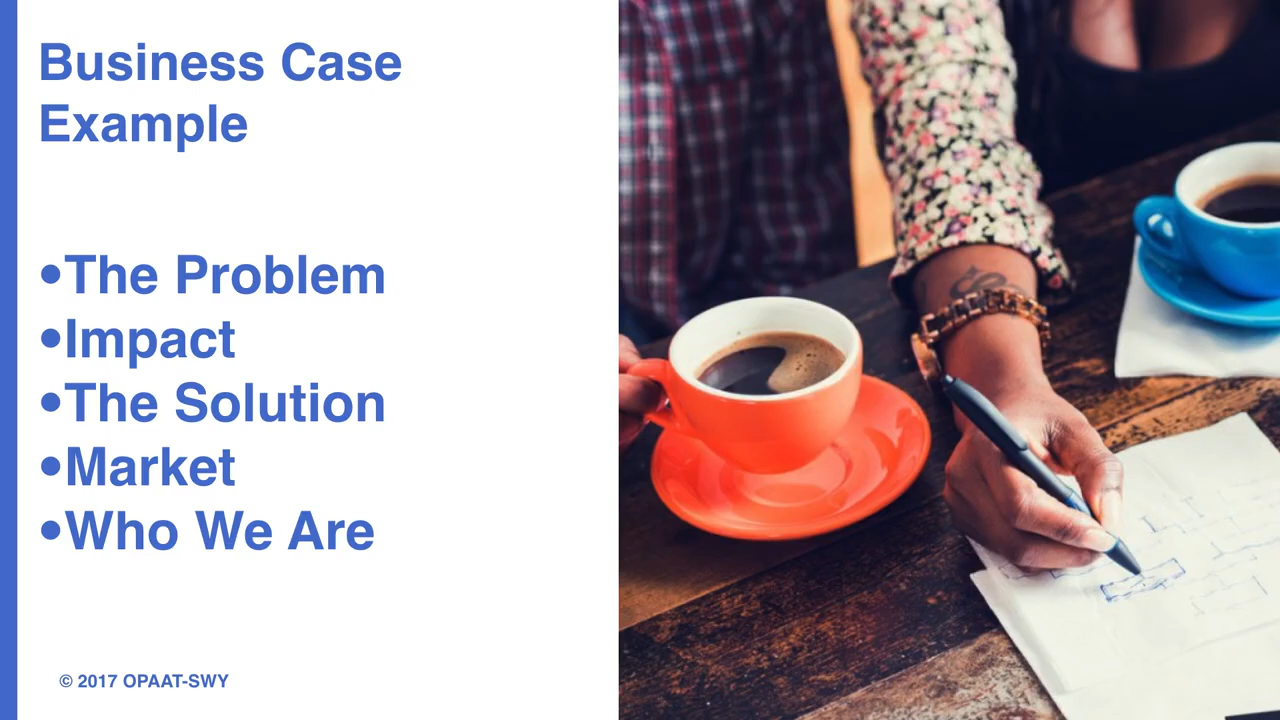 Business Case
Example
•The Problem
•Impact
•The Solution
•Market
•Who We Are
© 2017 OPAAT-SWY